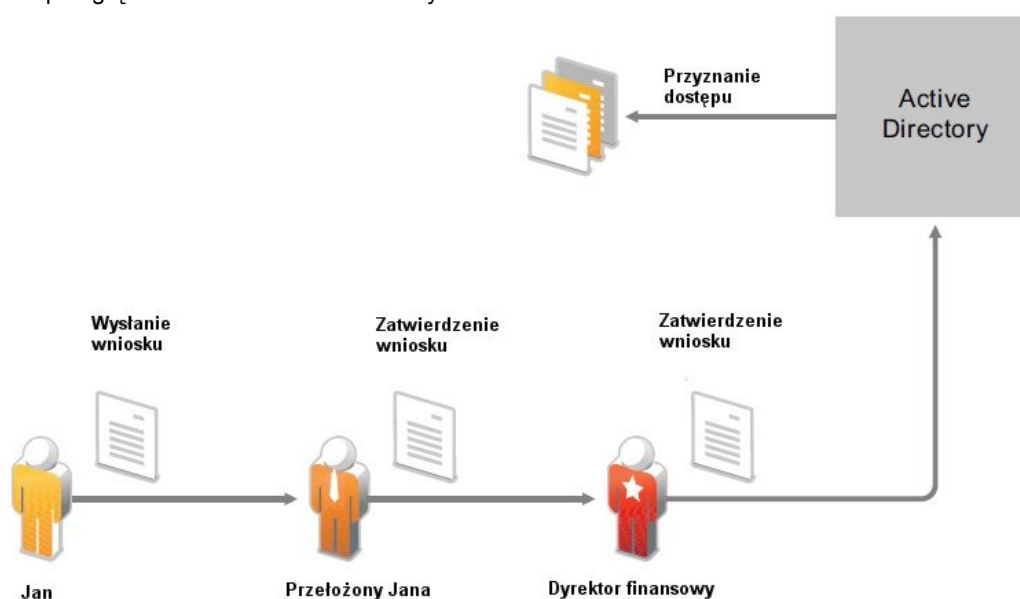 Przyznanie
dostępu
Active
Directory
Wysłanie
wniosku
Zatwierdzenie
wniosku
Zatwierdzenie
wniosku
Jan
Przełożony Jana
Dyrektor finansowy